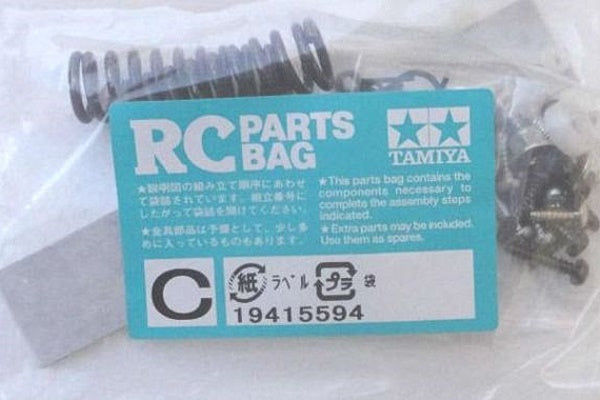 RC PARTS BAG
TAMIYA
★説明図の組み立て順序にあわせ
て袋詰されています。組立番号に
したがって袋詰を開けてください。
★金具部品は予備として、少し多
めに入っているものもあります。
★This parts bag contains the
components necessary to
complete the assembly steps
indicated.
★Extra parts may be included.
Use them as spares.
C
紙 ラベル プラ 袋
19415594